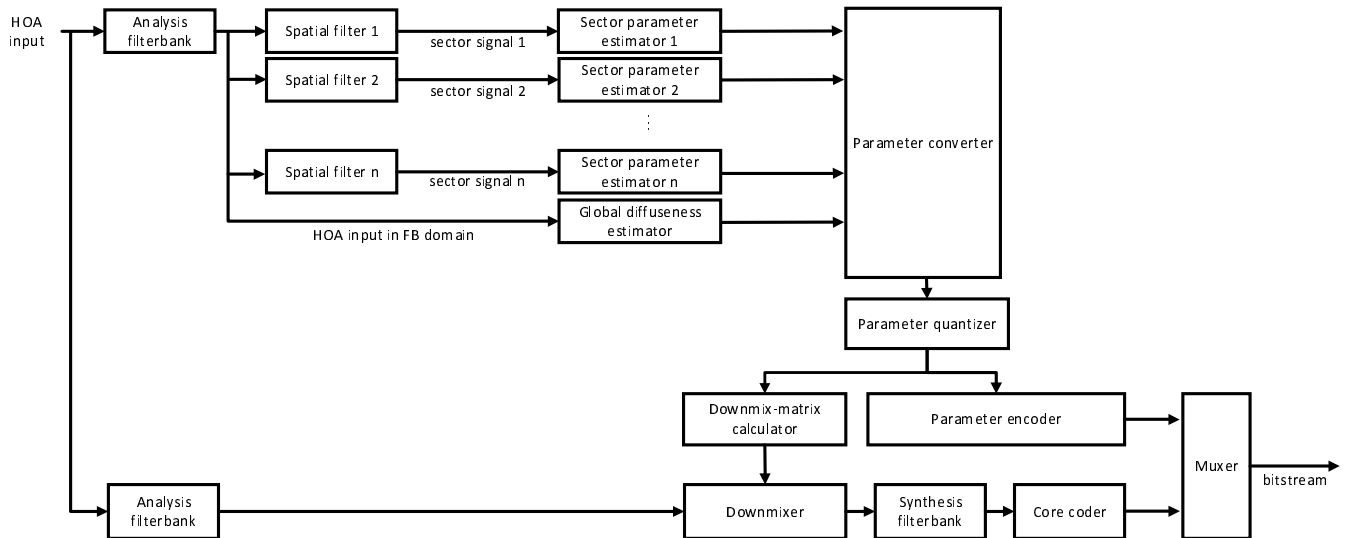 HOA
input
Analysis
filterbank
Spatial filter 1
sector signal 1
Sector parameter
estimator 1
Spatial filter 2
sector signal 2
Sector parameter
estimator 2
Spatial filter n
sector signal n
Sector parameter
estimator n
HOA input in FB domain
Global diffuseness
estimator
Parameter converter
Parameter quantizer
Downmix-matrix
calculator
Parameter encoder
Analysis
filterbank
Downmixer
Synthesis
filterbank
Core coder
Muxer
bitstream